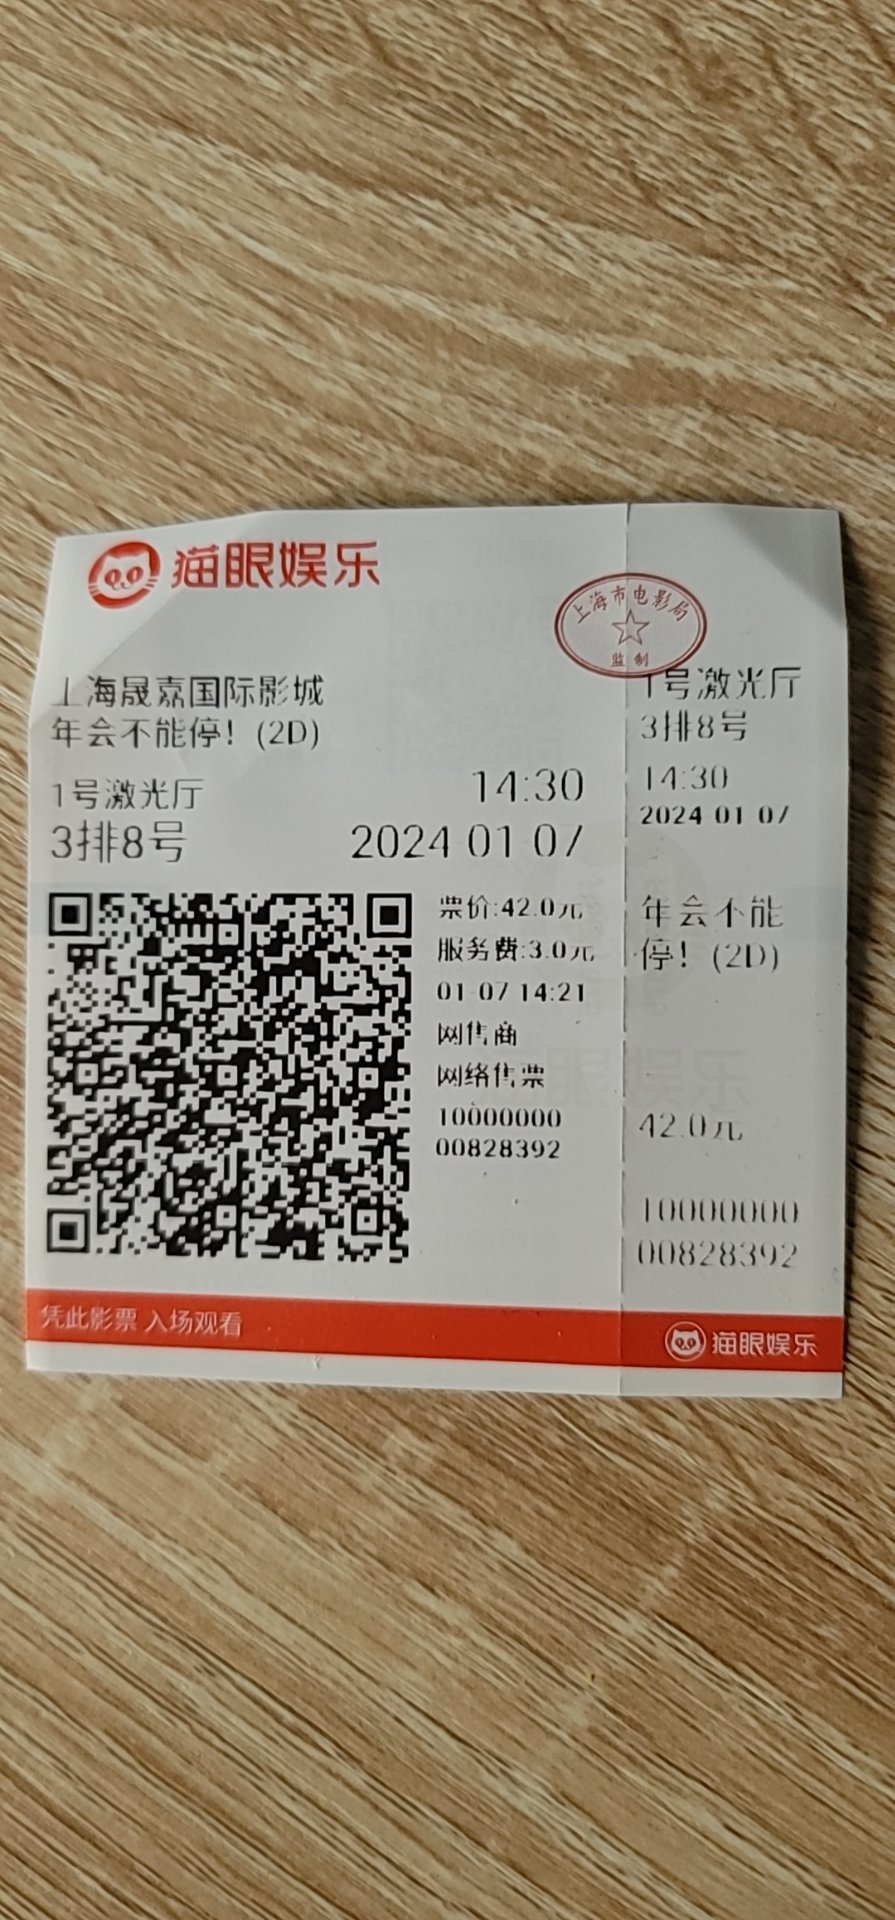 猫眼娱乐
上海晟嘉国际影城
年会不能停！(2D)
1号激光厅 14:30
3排8号 2024 01 07
票价:42.0元
服务费:3.0元
01-07 14:21
网售商
网络售票
10000000
00828392
凭此影票 入场观看
上海市电影局
监制
1号激光厅
3排8号
14:30
2024 01 07
年会不能
停！(2D)
42.0元
10000000
00828392
猫眼娱乐